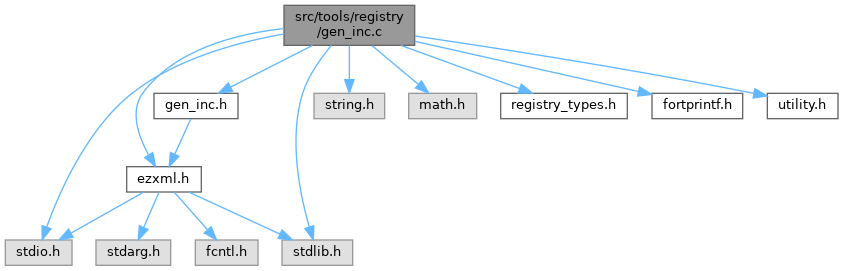 src/tools/registry
/gen_inc.c
gen_inc.h
string.h
math.h
registry_types.h
fortprintf.h
utility.h
ezxml.h
stdio.h
stdarg.h
fcntl.h
stdlib.h